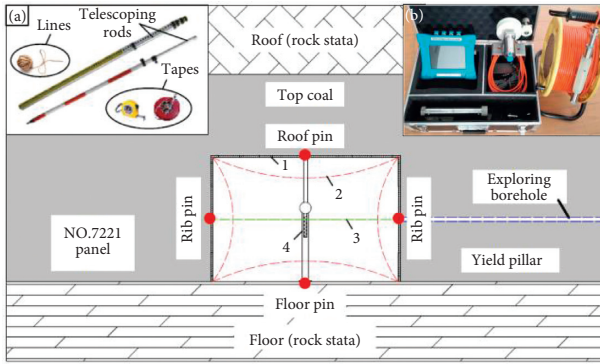 (a)
Lines
Telescoping
rods
Tapes
Roof (rock stata)
(b)
Top coal
Roof pin
1
2
Rib pin
3
4
Rib pin
Exploring
borehole
NO.7221
panel
Yield pillar
Floor pin
Floor (rock stata)